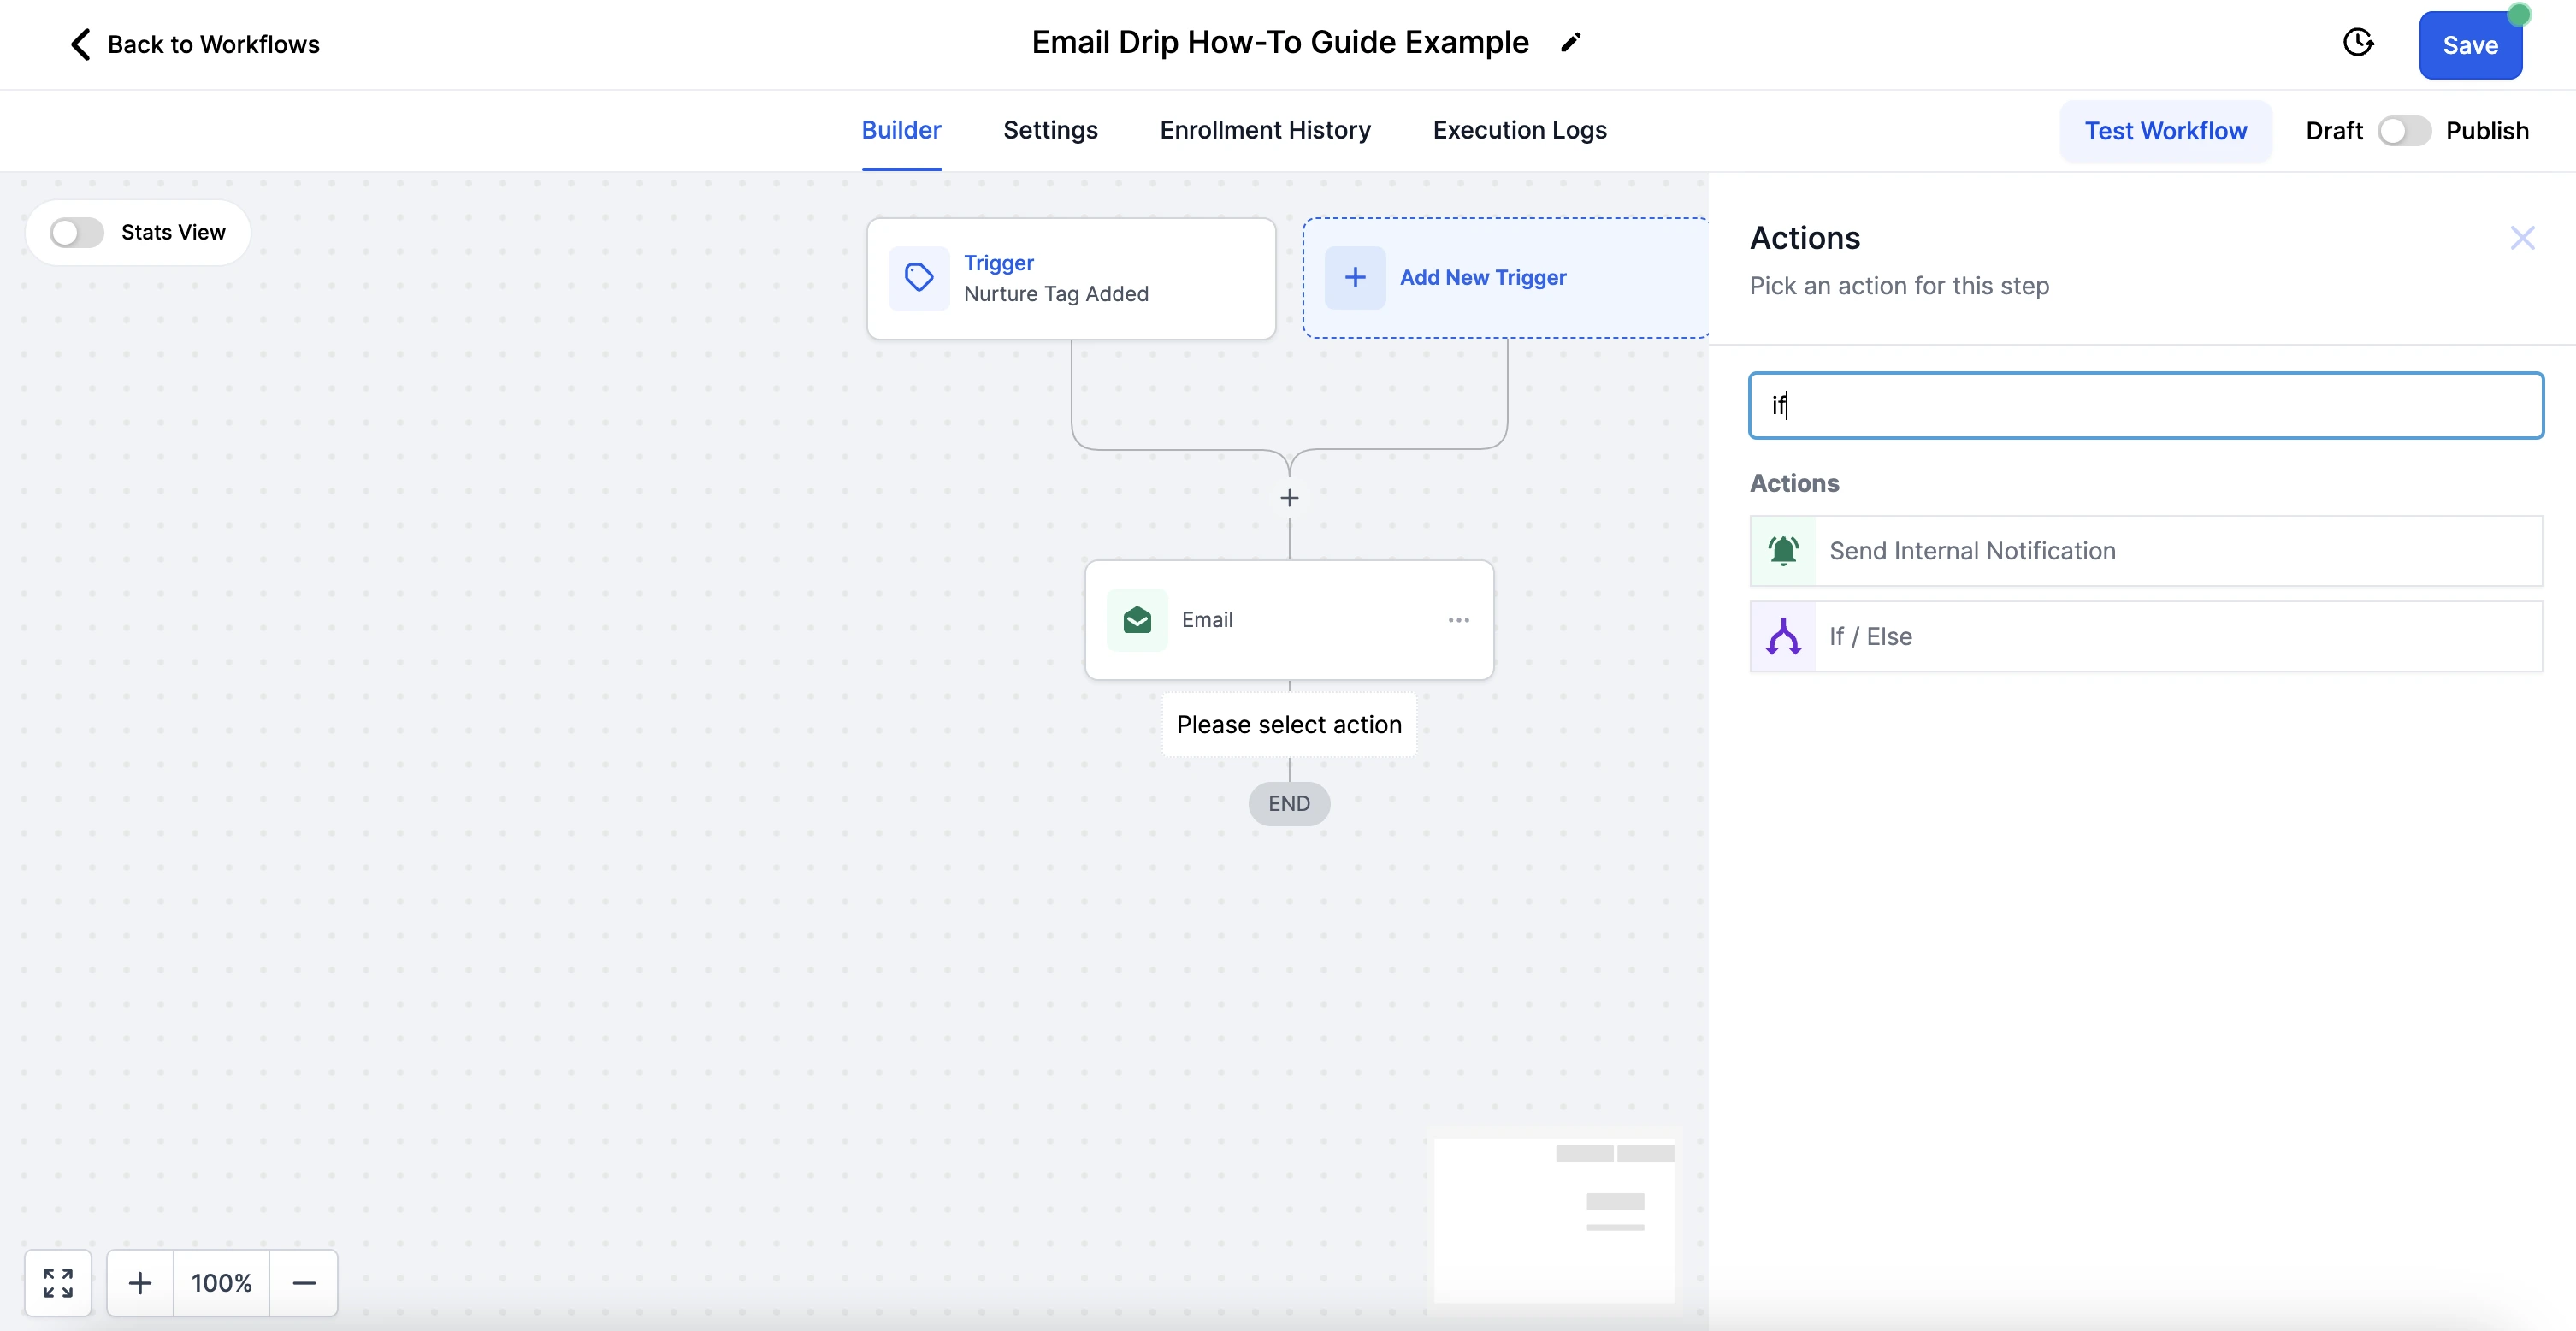 Back to Workflows
Email Drip How-To Guide Example
Save
Builder
Settings
Enrollment History
Execution Logs
Test Workflow
Draft
Publish
Stats View
Trigger
Nurture Tag Added
Add New Trigger
Email
Please select action
END
100%
Actions
Pick an action for this step
if
Actions
Send Internal Notification
If / Else